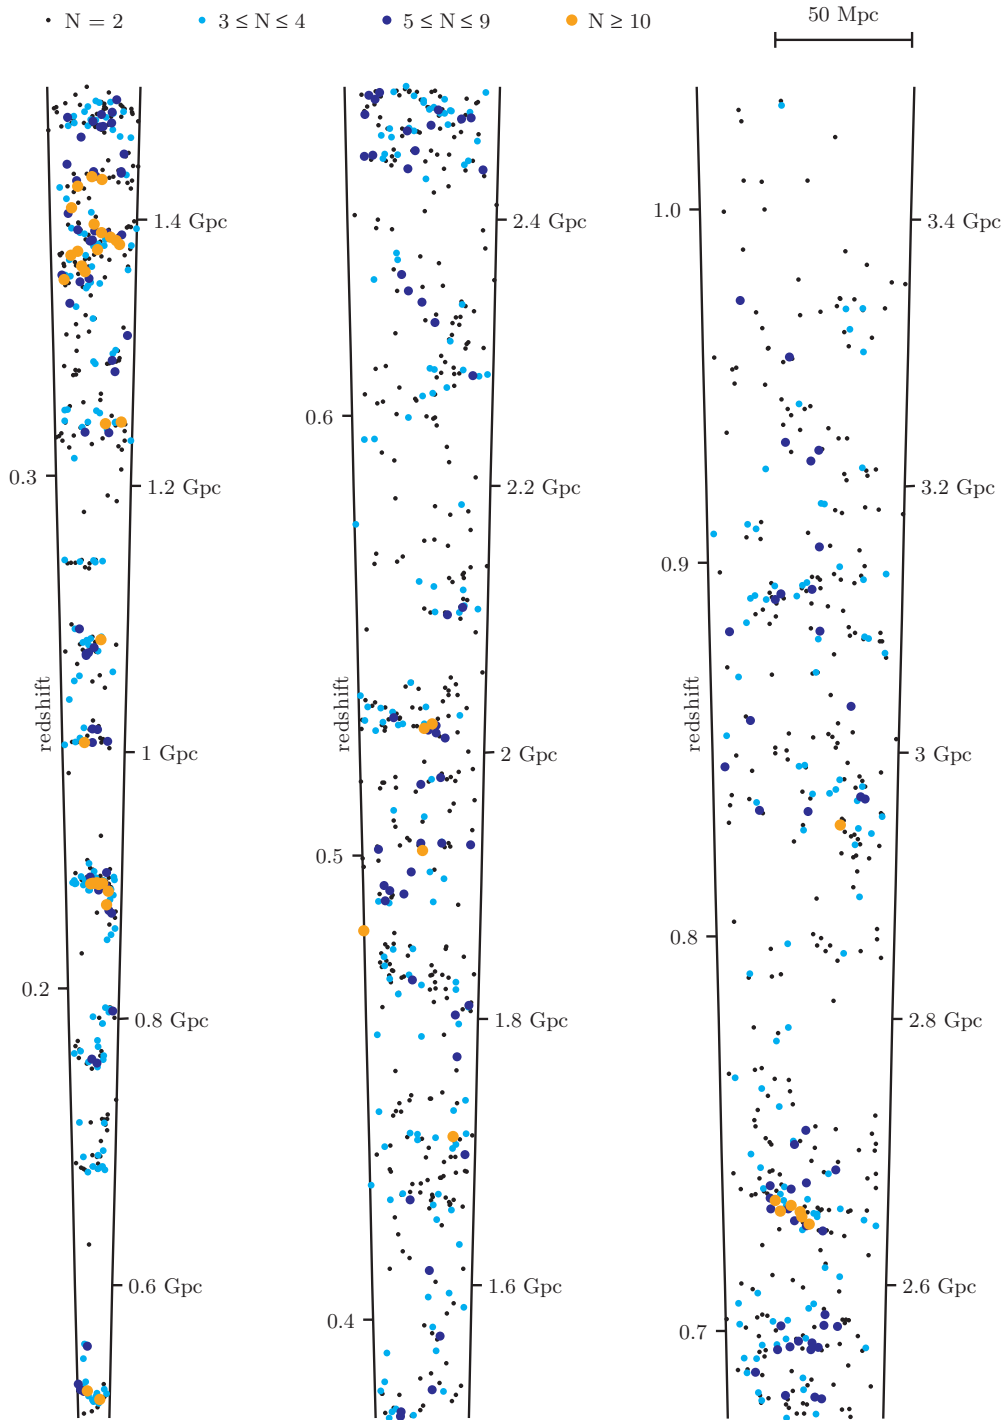 N = 2
3 ≤ N ≤ 4
5 ≤ N ≤ 9
N ≥ 10
50 Mpc
redshift
0.3
0.2
1.4 Gpc
1.2 Gpc
1 Gpc
0.8 Gpc
0.6 Gpc
redshift
0.6
0.5
0.4
2.4 Gpc
2.2 Gpc
2 Gpc
1.8 Gpc
1.6 Gpc
redshift
1.0
0.9
0.8
0.7
3.4 Gpc
3.2 Gpc
3 Gpc
2.8 Gpc
2.6 Gpc